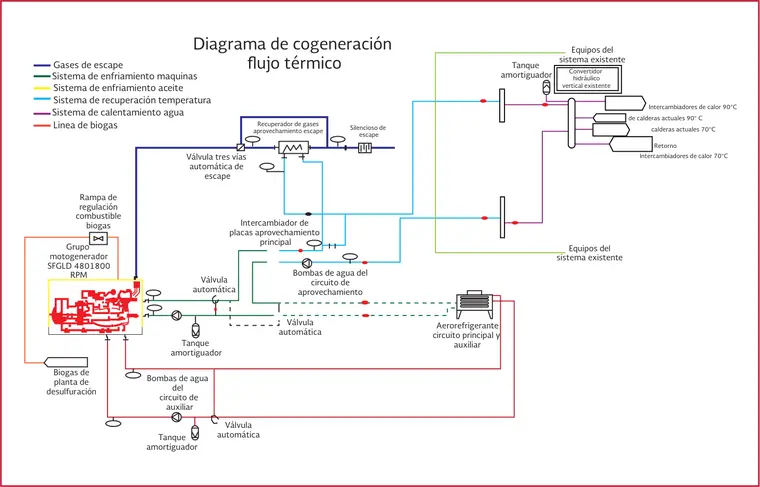 Diagrama de cogeneración
flujo térmico
Gases de escape
Sistema de enfriamiento maquinas
Sistema de enfriamiento aceite
Sistema de recuperación temperatura
Sistema de calentamiento agua
Linea de biogas
Equipos del
sistema existente
Tanque
amortiguador
Convertidor
hidráulico
vertical existente
Intercambiadores de calor 90°C
de calderas actuales 90° C
calderas actuales 70°C
Retorno
Intercambiadores de calor 70°C
Recuperador de gases
aprovechamiento escape
Silencioso de
escape
Válvula tres vías
automática de
escape
Rampa de
regulación
combustible
biogas
Intercambiador de
placas aprovechamiento
principal
Grupo
motogenerador
SFGLD 4801800
RPM
Equipos del
sistema existente
Bombas de agua del
circuito de
aprovechamiento
Válvula
automática
Válvula
automática
Tanque
amortiguador
Aerorefrigerante
circuito principal y
auxiliar
Biogas de
planta de
desulfuración
Bombas de agua
del
circuito de
auxiliar
Válvula
automática
Tanque
amortiguador